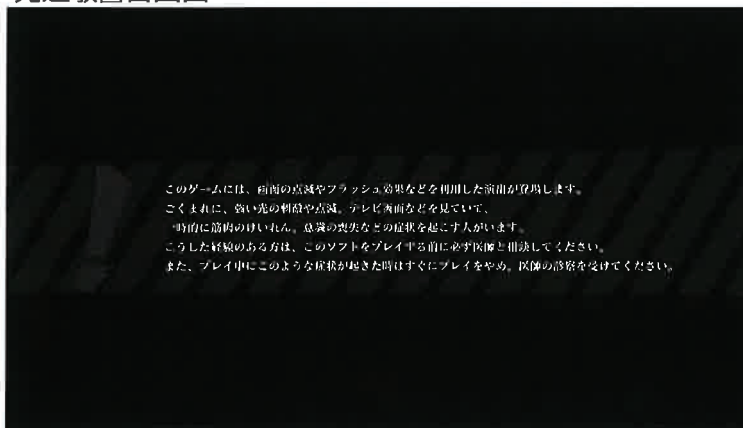 このゲームには、画面の点滅やフラッシュ効果などを利用した演出が登場します。
ごくまれに、強い光の刺激や点滅、テレビ画面などを見ていて、
一時的に筋肉のけいれん、意識の喪失などの症状を起こす人がいます。
こうした経験のある方は、このソフトをプレイする前に必ず医師と相談してください。
また、プレイ中にこのような症状が起きた時はすぐにプレイをやめ、医師の診察を受けてください。